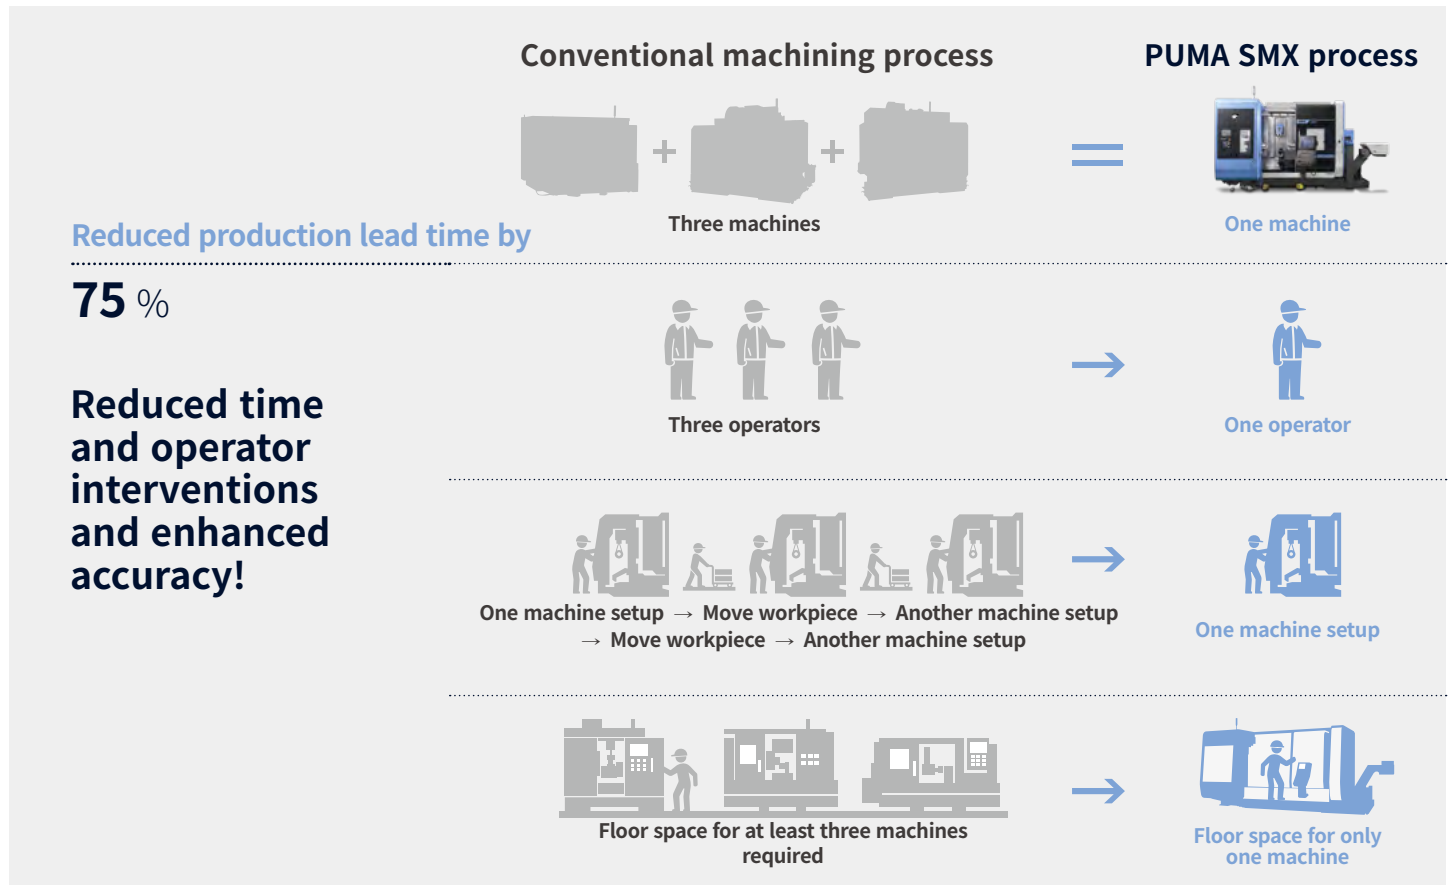 Conventional machining process
PUMA SMX process
Three machines
One machine
Reduced production lead time by
75 %
Reduced time
and operator
interventions
and enhanced
accuracy!
Three operators
One operator
One machine setup → Move workpiece → Another machine setup
→ Move workpiece → Another machine setup
One machine setup
Floor space for at least three machines
required
Floor space for only
one machine